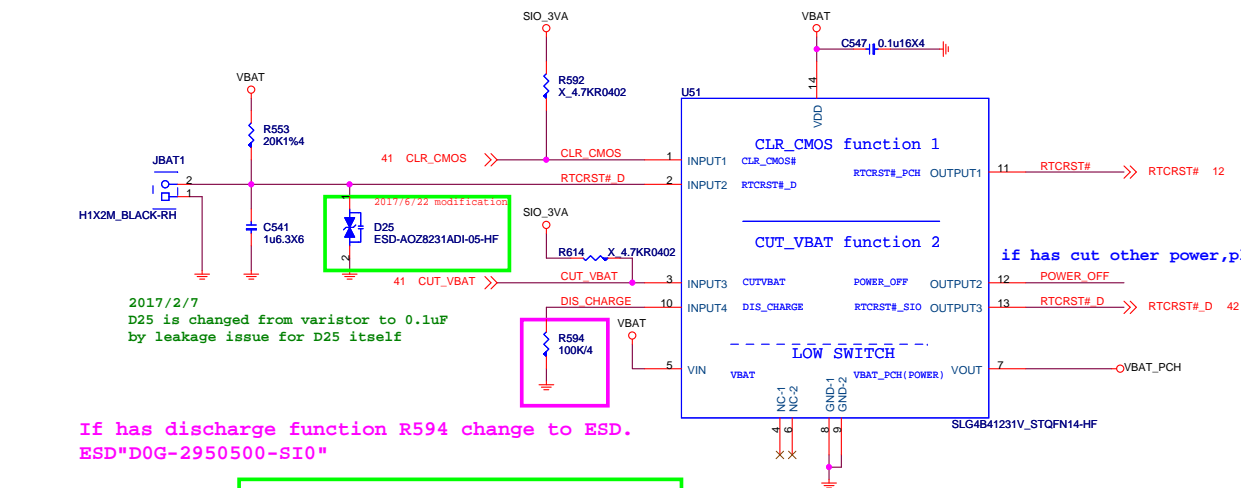 SIO_3VA
VBAT
C547 0.1u16X4
VBAT
R592
X_4.7KR0402
14
U51
VDD
R553
20K1%4
CLR_CMOS function 1
JBAT1
41 CLR_CMOS
CLR_CMOS
1
INPUT1
CLR_CMOS#
RTCRST#_PCH
OUTPUT1
11
RTCRST#
RTCRST# 12
2
RTCRST#_D
2
INPUT2
RTCRST#_D
1
1
2017/6/22 modification
H1X2M_BLACK-RH
SIO_3VA
C541
1u6.3X6
D25
ESD-AOZ8231ADI-05-HF
CUT_VBAT function 2
R614
X_4.7KR0402
if has cut other power,pl
2
41 CUT_VBAT
CUT_VBAT
3
INPUT3
CUTVBAT
POWER_OFF
OUTPUT2
12
POWER_OFF
2017/2/7
DIS_CHARGE
10
INPUT4
DIS_CHARGE
RTCRST#_SIO
OUTPUT3
13
RTCRST#_D
RTCRST#_D 42
D25 is changed from varistor to 0.1uF
by leakage issue for D25 itself
R594
100K/4
VBAT
LOW SWITCH
5
VIN
VBAT
VBAT_PCH(POWER)
VOUT
7
VBAT_PCH
NC-1
NC-2
GND-1
GND-2
4
6
8
9
SLG4B41231V_STQFN14-HF
If has discharge function R594 change to ESD.
ESD"D0G-2950500-SI0"